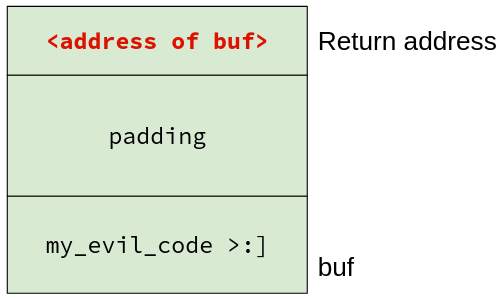 <address of buf> Return address
padding
my_evil_code >:]
buf